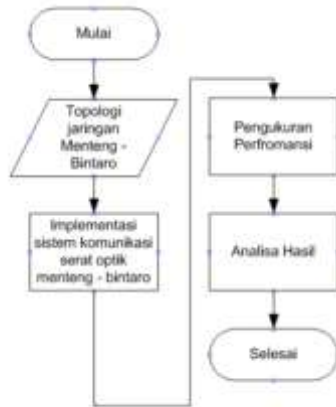 Mulai
Topologi
jaringan
Menteng -
Bintaro
Implementasi
sistem komunikasi
serat optik
menteng - bintaro
Pengukuran
Perfromansi
Analisa Hasil
Selesai